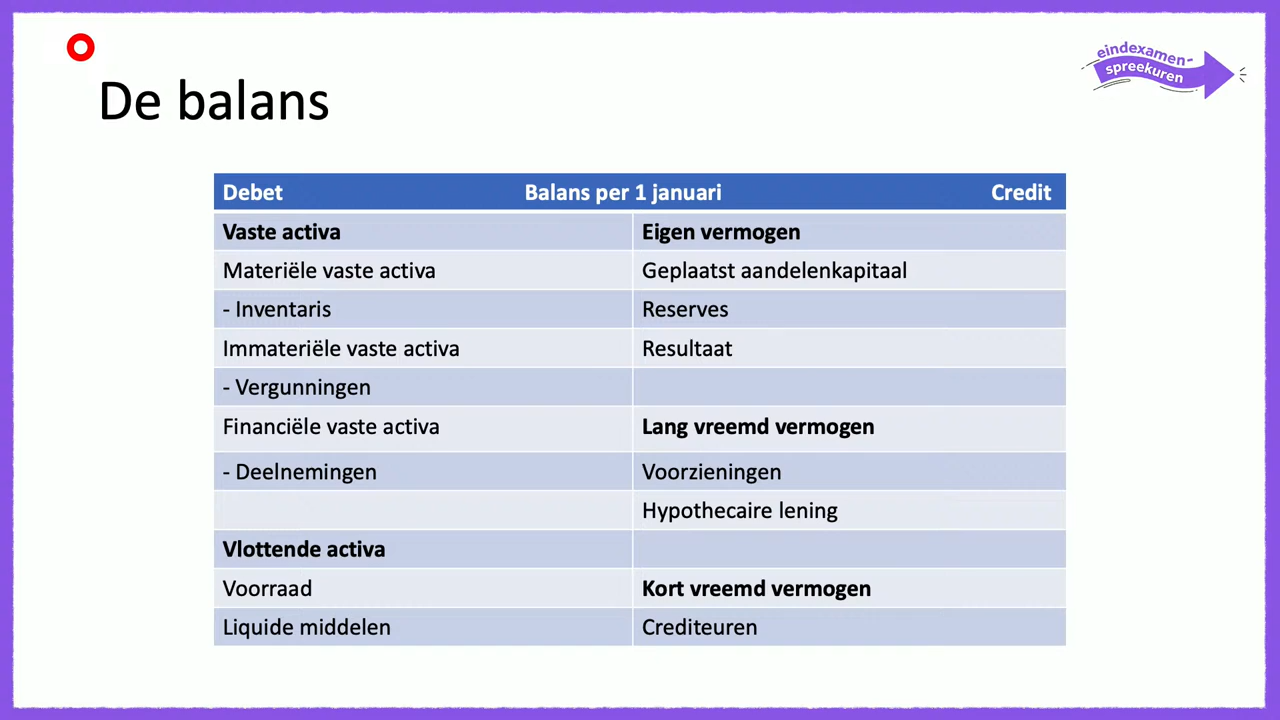 eindexamen-
spreekuren
De balans
Debet Balans per 1 januari Credit
Vaste activa Eigen vermogen
Materiële vaste activa Geplaatst aandelenkapitaal
- Inventaris Reserves
Immateriële vaste activa Resultaat
- Vergunningen
Financiële vaste activa Lang vreemd vermogen
- Deelnemingen Voorzieningen
Hypothecaire lening
Vlottende activa
Voorraad Kort vreemd vermogen
Liquide middelen Crediteuren